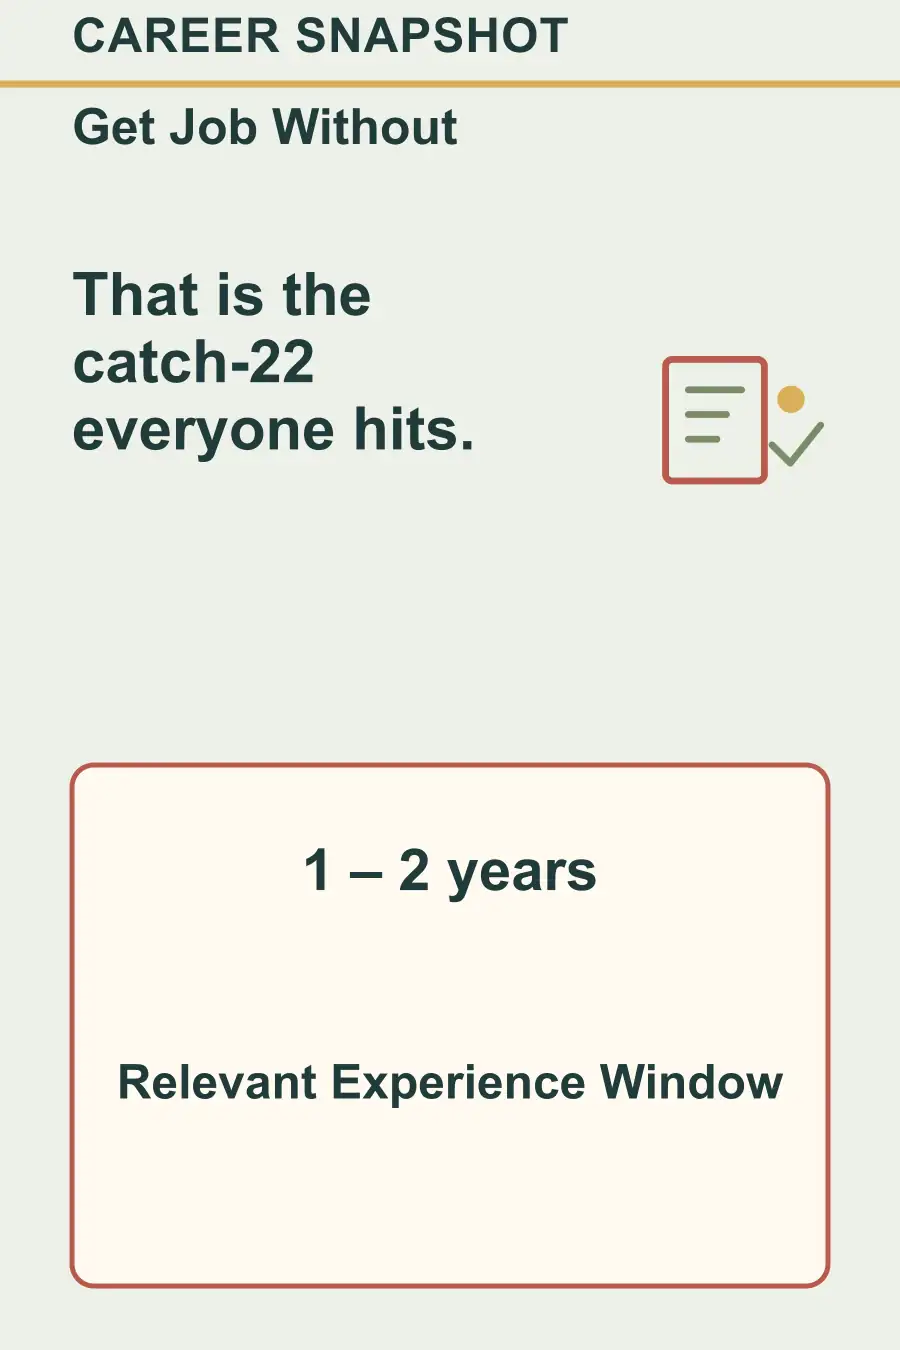 CAREER SNAPSHOT
Get Job Without
That is the
catch-22
everyone hits.
1 – 2 years
Relevant Experience Window